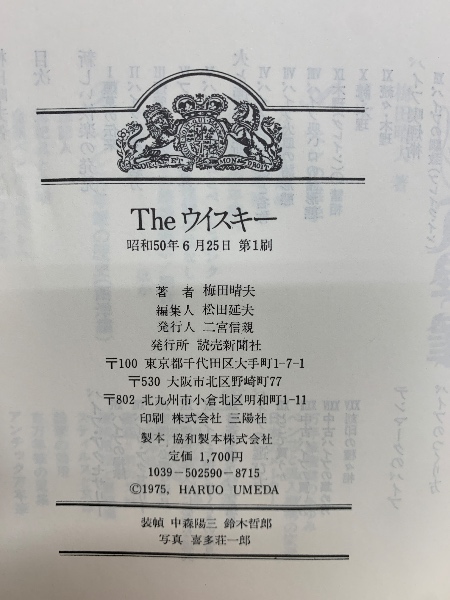 DIEU ET MON DROIT
The ウイスキー
昭和50年6月25日 第1刷
著者 梅田晴夫
編集人 松山延夫
発行人 二宮信親
発行所 読売新聞社
〒100 東京都千代田区大手町1-7-1
〒530 大阪市北区野崎町77
〒802 北九州市小倉北区明和町1-11
印刷 株式会社 三陽社
製本 協和製本株式会社
定価 1,700円
1039-502590-8715
©1975, HARUO UMEDA
装幀 中森陽三 鈴木哲郎
写真 喜多荘一郎